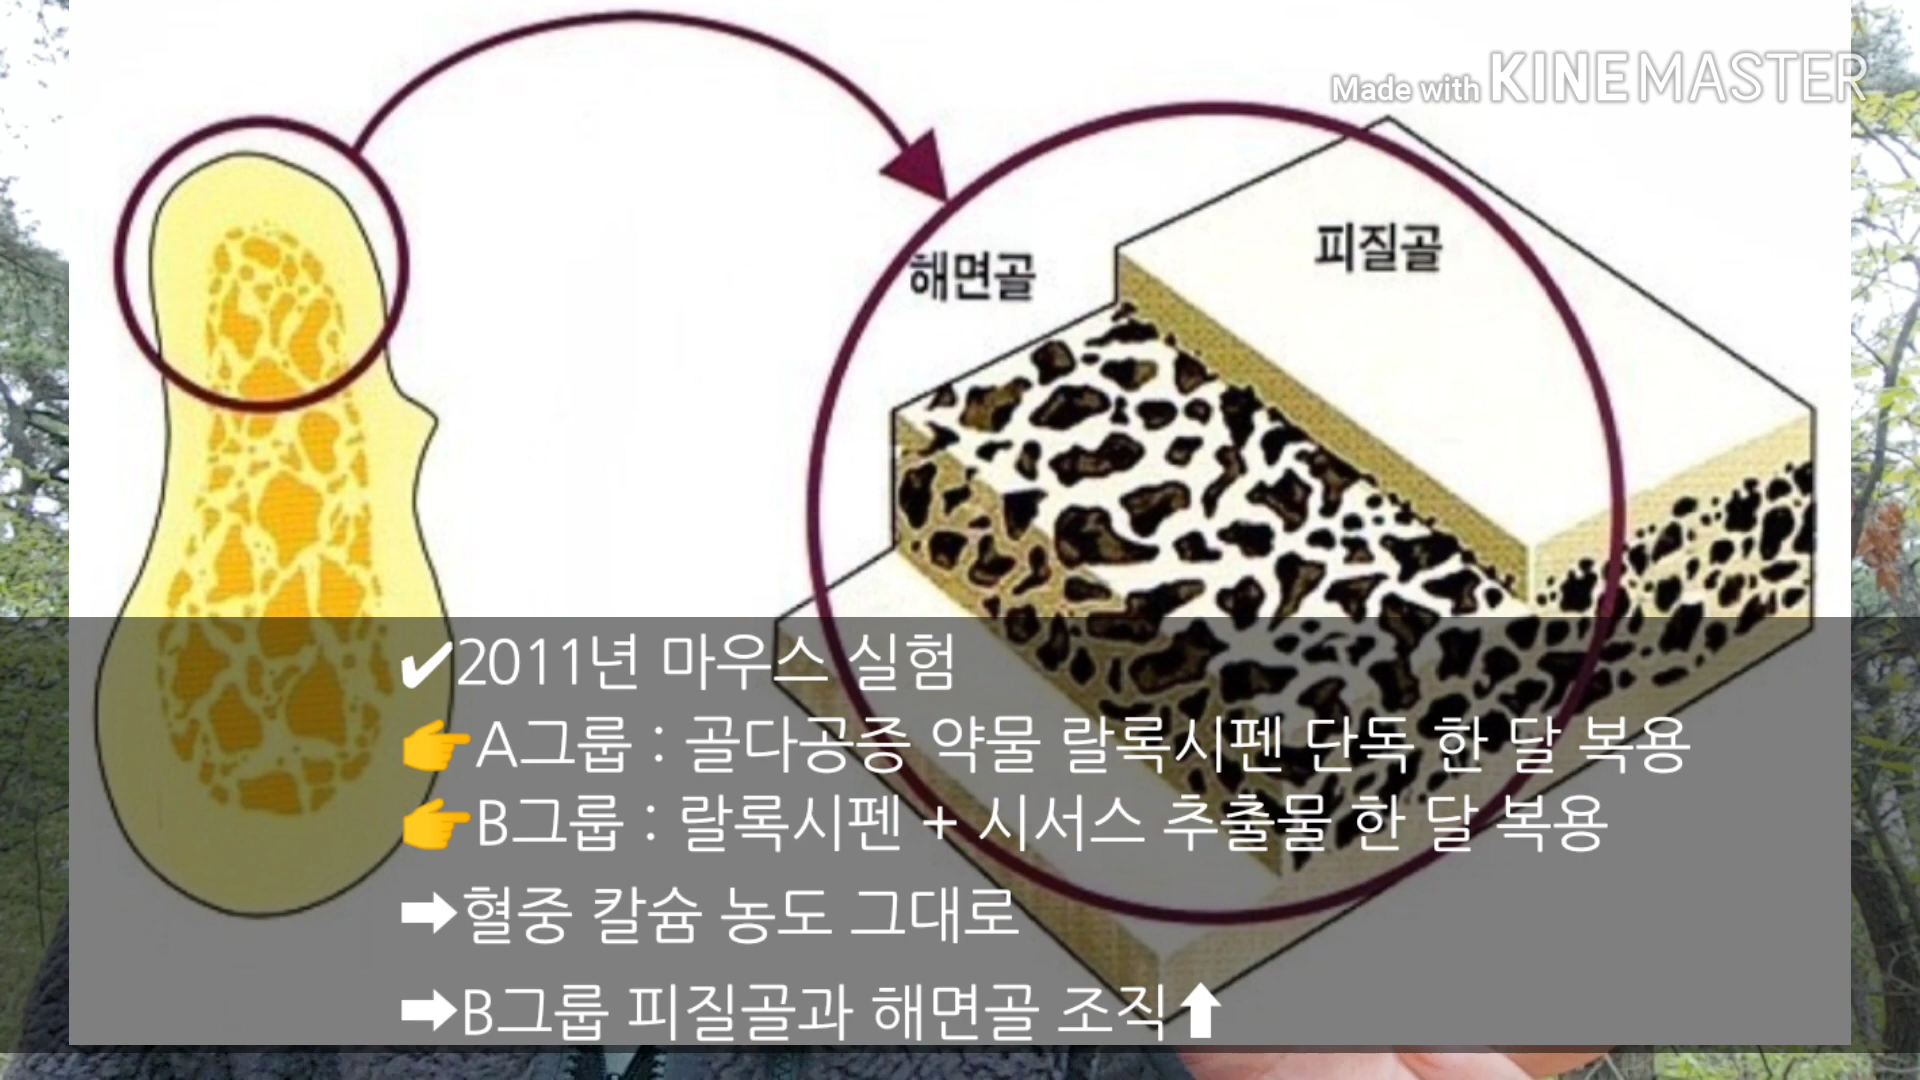 Made with KINEMASTER
해면골
피질골
✔2011년 마우스 실험
👉A그룹 : 골다공증 약물 랄록시펜 단독 한 달 복용
👉B그룹 : 랄록시펜 + 시서스 추출물 한 달 복용
➡혈중 칼슘 농도 그대로
➡B그룹 피질골과 해면골 조직⬆